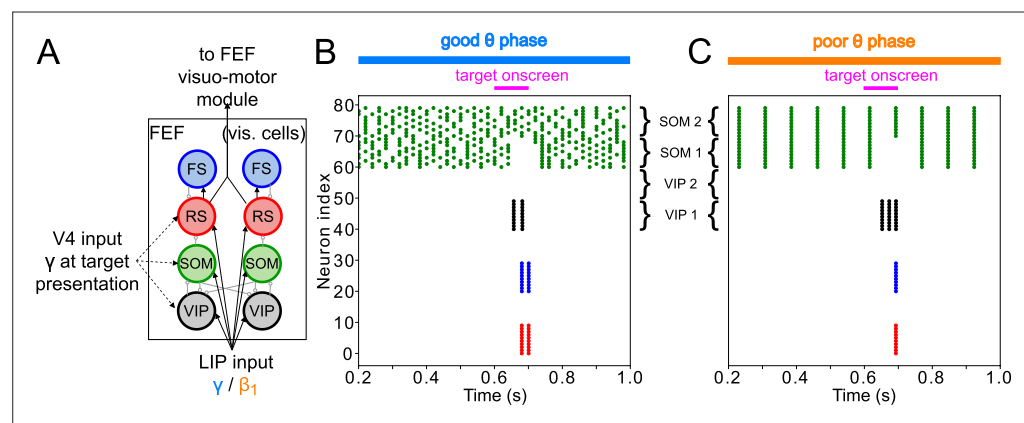 A
to FEF
visuo-motor
module
FEF (vis. cells)
FS FS
RS RS
SOM SOM
VIP VIP
V4 input
γ at target
presentation
LIP input
γ / β1
B
good θ phase
target onscreen
Neuron index
80
70
60
50
40
30
20
10
0
0.2 0.4 0.6 0.8 1.0
Time (s)
SOM 2
SOM 1
VIP 2
VIP 1
C
poor θ phase
target onscreen
0.2 0.4 0.6 0.8 1.0
Time (s)